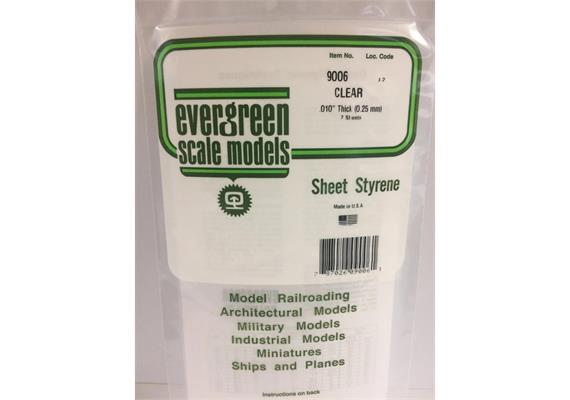 Item No. Loc. Code
9006
CLEAR
.010" Thick (0.25 mm)
evergreen
scale models
Sheet Styrene
Made in U.S.A
Model Railroading
Architectural Models
Military Models
Industrial Models
Miniatures
Ships and Planes
Instructions on back